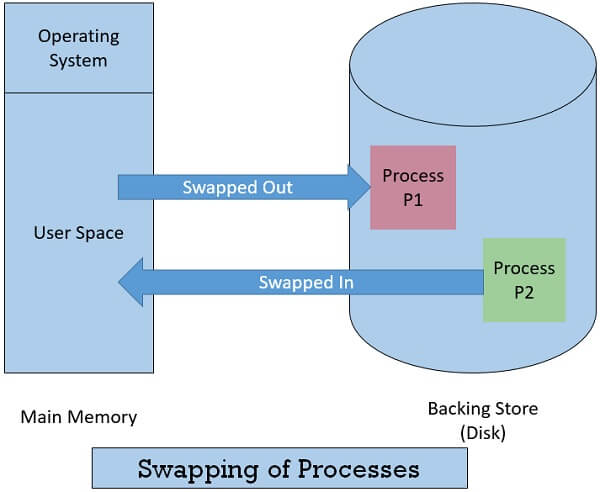 Operating
System
Swapped Out
Process
P1
User Space
Swapped In
Process
P2
Main Memory
Backing Store
(Disk)
Swapping of Processes